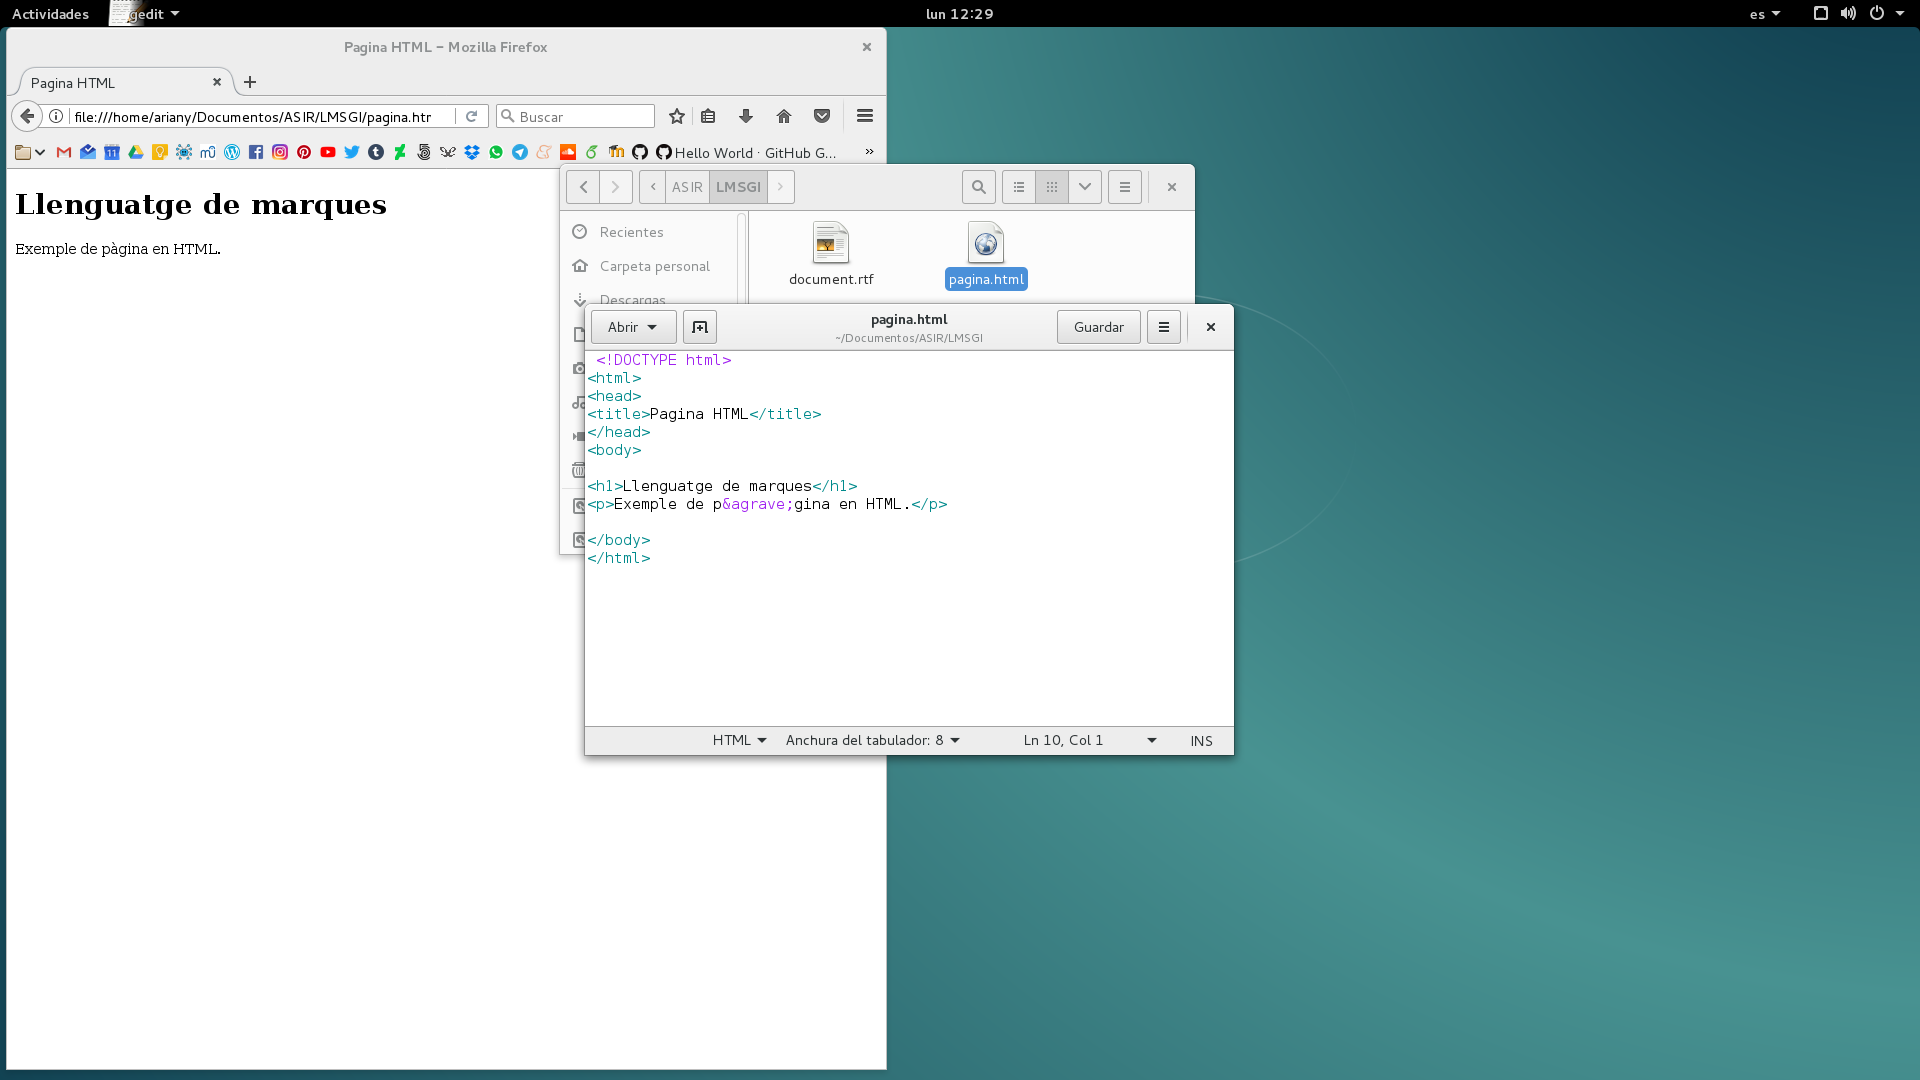 Actividades
gedit
lun 12:29
es
Pagina HTML - Mozilla Firefox
Pagina HTML
file:///home/ariany/Documentos/ASIR/LMSGI/pagina.htr
Buscar
Hello World · GitHub G...
Llenguatge de marques
Exemple de pàgina en HTML.
ASIR
LMSGI
Recientes
Carpeta personal
Descargas
document.rtf
pagina.html
Abrir
pagina.html
~/Documentos/ASIR/LMSGI
Guardar
<!DOCTYPE html>
<html>
<head>
<title>Pagina HTML</title>
</head>
<body>
<h1>Llenguatge de marques</h1>
<p>Exemple de p&agrave;gina en HTML.</p>
</body>
</html>
HTML
Anchura del tabulador: 8
Ln 10, Col 1
INS